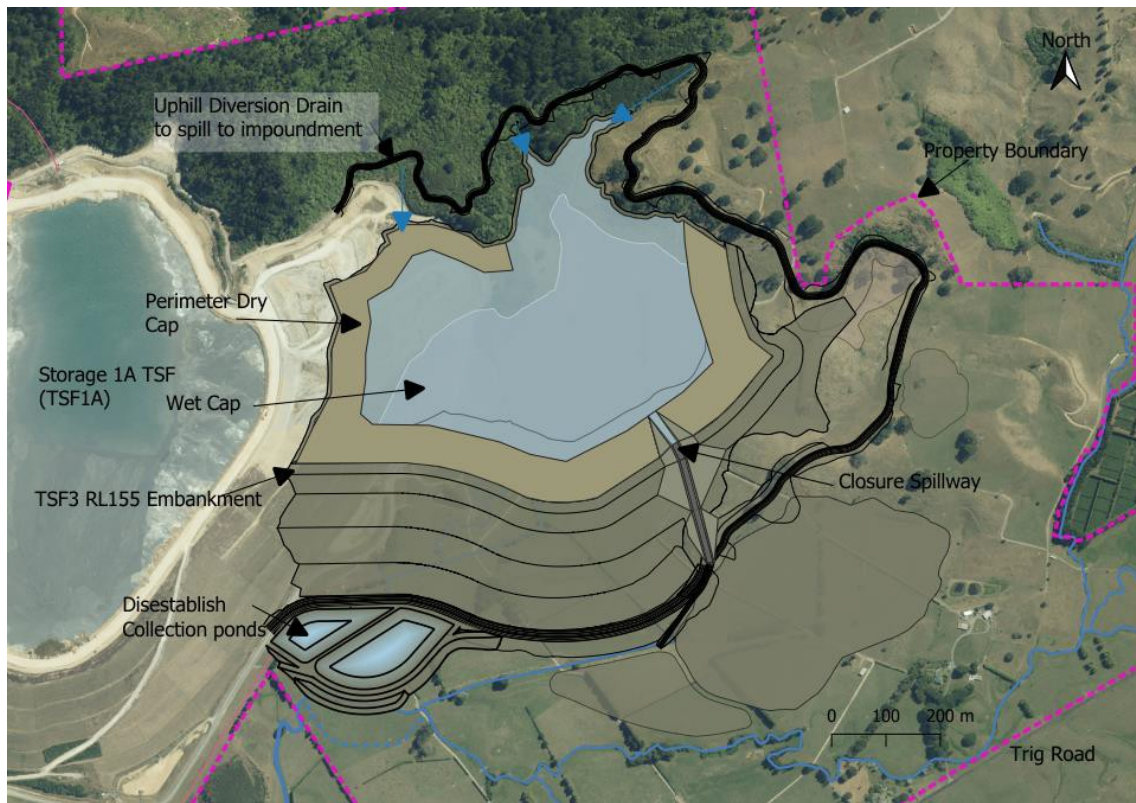 North
Uphill Diversion Drain
to spill to impoundment
Property Boundary
Perimeter Dry
Cap
Storage 1A TSF
(TSF1A)
Wet Cap
TSF3 RL155 Embankment
Closure Spillway
Disestablish
Collection ponds
0 100 200 m
Trig Road